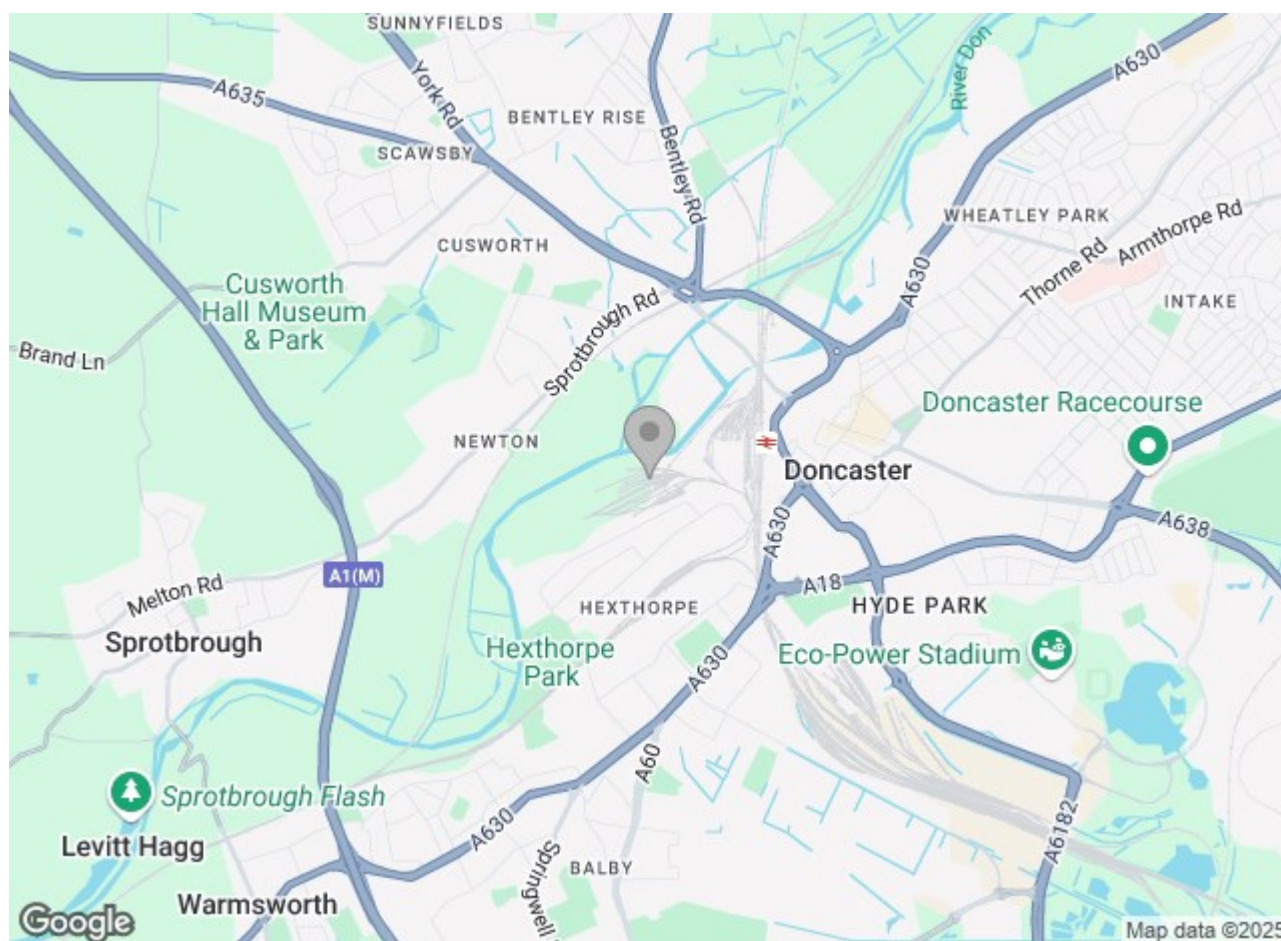 SUNNYFIELDS
A635
York Rd
BENTLEY RISE
SCAWSBY
Bentley Rd
River Don
A630
WHEATLEY PARK
Armthorpe Rd
Thorne Rd
INTAKE
CUSWORTH
Cusworth
Hall Museum
& Park
A630
Brand Ln
Sprotbrough Rd
Doncaster Racecourse
NEWTON
Doncaster
A630
A638
A1(M)
Melton Rd
A18
HEXTHORPE
HYDE PARK
Sprotbrough
Hexthorpe
Park
Eco-Power Stadium
A630
A60
Sprotbrough Flash
A630
Levitt Hagg
Springwell
BALBY
A6182
Warmsworth
Google
Map data ©2025